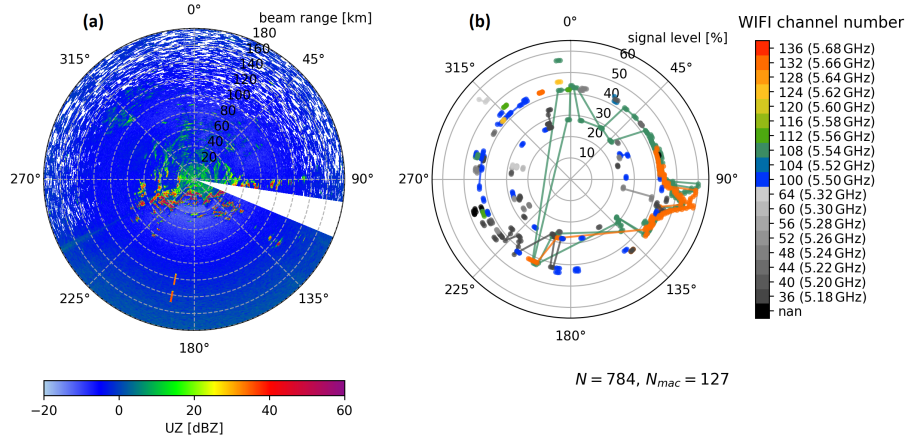 (a)
0°
beam range [km]
180
160
140
120
100
80
60
40
20
45°
90°
135°
180°
225°
270°
315°
−20
0
20
40
60
UZ [dBZ]
(b)
0°
signal level [%]
60
50
40
30
20
10
45°
90°
135°
180°
225°
270°
315°
N = 784, N_mac = 127
WIFI channel number
136 (5.68 GHz)
132 (5.66 GHz)
128 (5.64 GHz)
124 (5.62 GHz)
120 (5.60 GHz)
116 (5.58 GHz)
112 (5.56 GHz)
108 (5.54 GHz)
104 (5.52 GHz)
100 (5.50 GHz)
64 (5.32 GHz)
60 (5.30 GHz)
56 (5.28 GHz)
52 (5.26 GHz)
48 (5.24 GHz)
44 (5.22 GHz)
40 (5.20 GHz)
36 (5.18 GHz)
nan